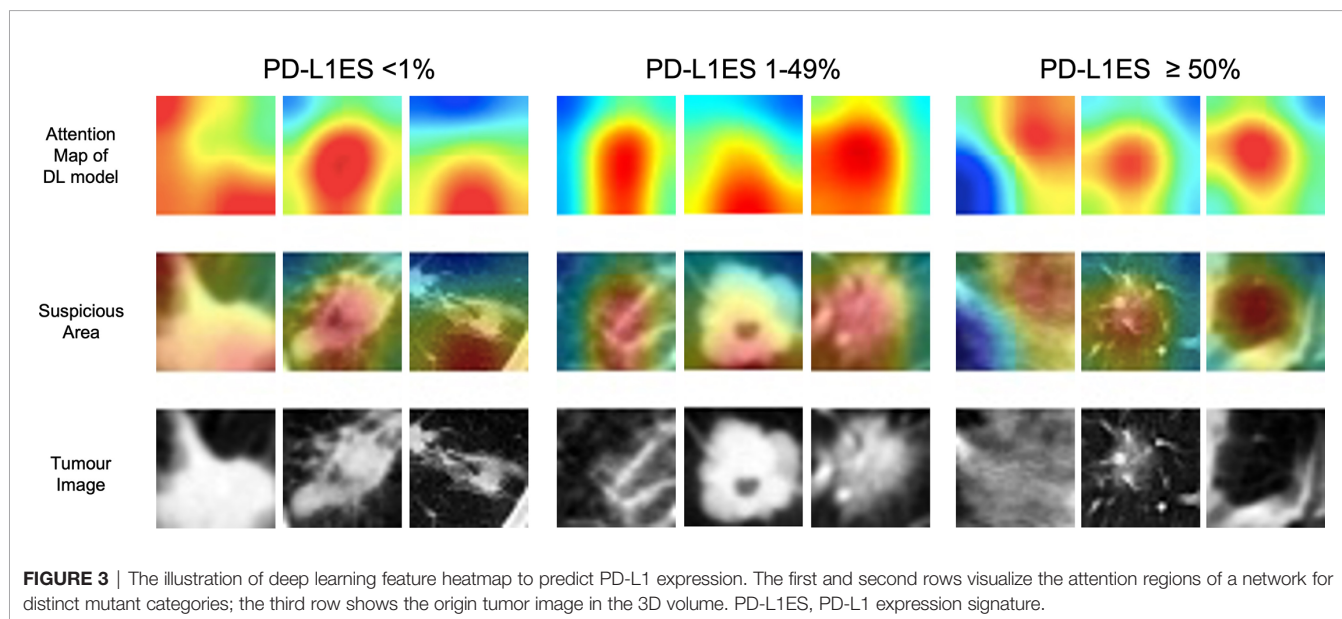 PD-L1ES <1%
PD-L1ES 1-49%
PD-L1ES ≥ 50%
Attention
Map of
DL model
Suspicious
Area
Tumour
Image
FIGURE 3 | The illustration of deep learning feature heatmap to predict PD-L1 expression. The first and second rows visualize the attention regions of a network for
distinct mutant categories; the third row shows the origin tumor image in the 3D volume. PD-L1ES, PD-L1 expression signature.